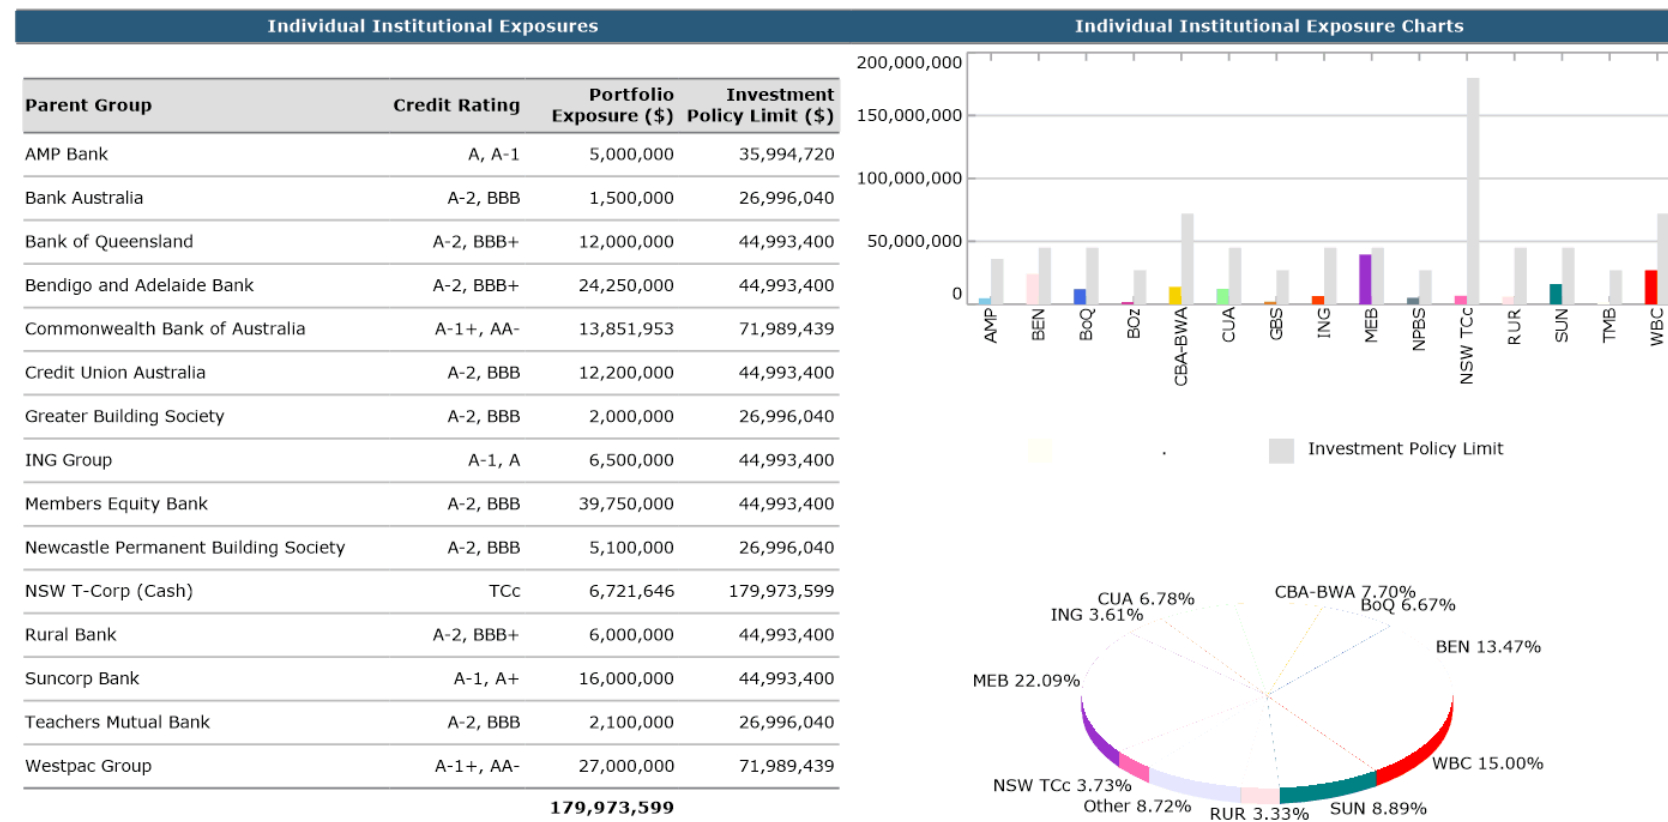 Individual Institutional Exposures
Parent Group Credit Rating Portfolio Exposure ($) Investment Policy Limit ($)
AMP Bank A, A-1 5,000,000 35,994,720
Bank Australia A-2, BBB 1,500,000 26,996,040
Bank of Queensland A-2, BBB+ 12,000,000 44,993,400
Bendigo and Adelaide Bank A-2, BBB+ 24,250,000 44,993,400
Commonwealth Bank of Australia A-1+, AA- 13,851,953 71,989,439
Credit Union Australia A-2, BBB 12,200,000 44,993,400
Greater Building Society A-2, BBB 2,000,000 26,996,040
ING Group A-1, A 6,500,000 44,993,400
Members Equity Bank A-2, BBB 39,750,000 44,993,400
Newcastle Permanent Building Society A-2, BBB 5,100,000 26,996,040
NSW T-Corp (Cash) TCc 6,721,646 179,973,599
Rural Bank A-2, BBB+ 6,000,000 44,993,400
Suncorp Bank A-1, A+ 16,000,000 44,993,400
Teachers Mutual Bank A-2, BBB 2,100,000 26,996,040
Westpac Group A-1+, AA- 27,000,000 71,989,439
179,973,599
Individual Institutional Exposure Charts
200,000,000
150,000,000
100,000,000
50,000,000
0
AMP
BEN
BoQ
BOz
CBA-BWA
CUA
GBS
ING
MEB
NPBS
NSW TCc
RUR
SUN
TMB
WBC
.
Investment Policy Limit
CUA 6.78%
CBA-BWA 7.70%
BoQ 6.67%
ING 3.61%
BEN 13.47%
MEB 22.09%
WBC 15.00%
NSW TCc 3.73%
Other 8.72%
RUR 3.33%
SUN 8.89%